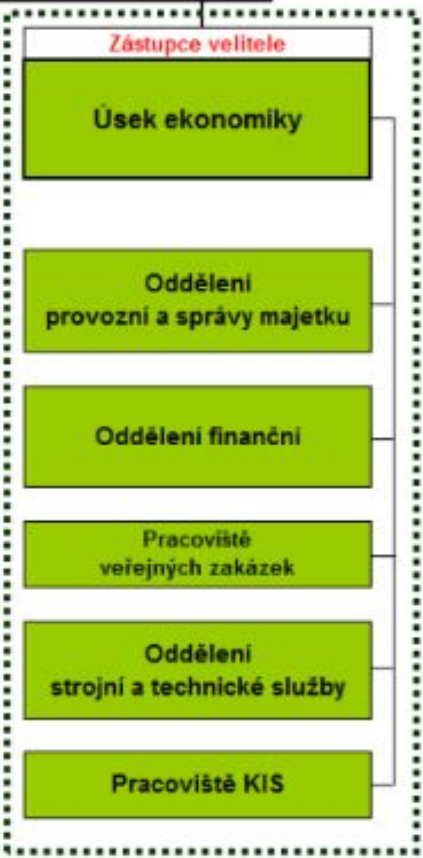 Zástupce velitele
Úsek ekonomiky
Oddělení
provozní a správy majetku
Oddělení finanční
Pracoviště
veřejných zakázek
Oddělení
strojní a technické služby
Pracoviště KIS